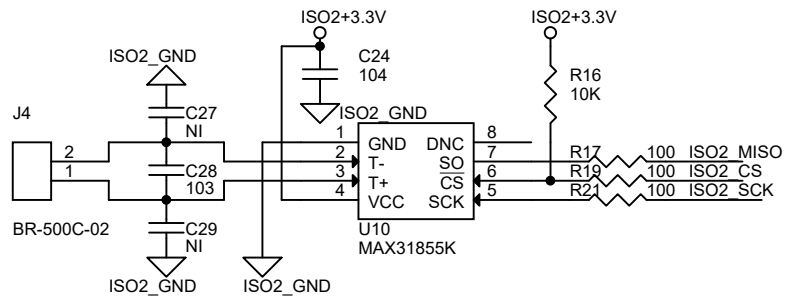 ISO2+3.3V
ISO2+3.3V
ISO2_GND
C24
104
R16
10K
J4
C27
NI
ISO2_GND
1
GND
DNC
8
2
2
T-
SO
7
R17
100
ISO2_MISO
1
C28
103
3
T+
CS
6
R19
100
ISO2_CS
4
VCC
SCK
5
R21
100
ISO2_SCK
BR-500C-02
C29
NI
U10
MAX31855K
ISO2_GND
ISO2_GND